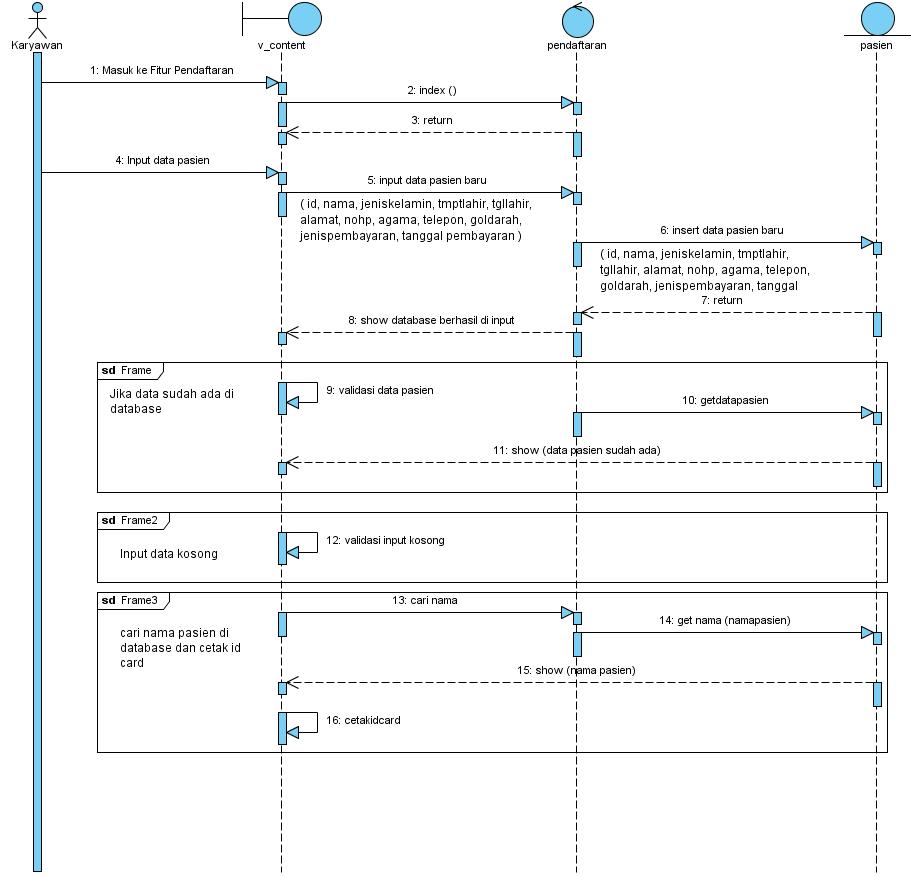 Karyawan
v_content
pendaftaran
pasien
1: Masuk ke Fitur Pendaftaran
2: index ()
3: return
4: Input data pasien
5: input data pasien baru
( id, nama, jeniskelamin, tmptlahir, tgllahir,
alamat, nohp, agama, telepon, goldarah,
jenispembayaran, tanggal pembayaran )
6: insert data pasien baru
( id, nama, jeniskelamin, tmptlahir,
tgllahir, alamat, nohp, agama, telepon,
goldarah, jenispembayaran, tanggal
7: return
8: show database berhasil di input
sd Frame
Jika data sudah ada di
database
9: validasi data pasien
10: getdatapasien
11: show (data pasien sudah ada)
sd Frame2
Input data kosong
12: validasi input kosong
sd Frame3
cari nama pasien di
database dan cetak id
card
13: cari nama
14: get nama (namapasien)
15: show (nama pasien)
16: cetakidcard